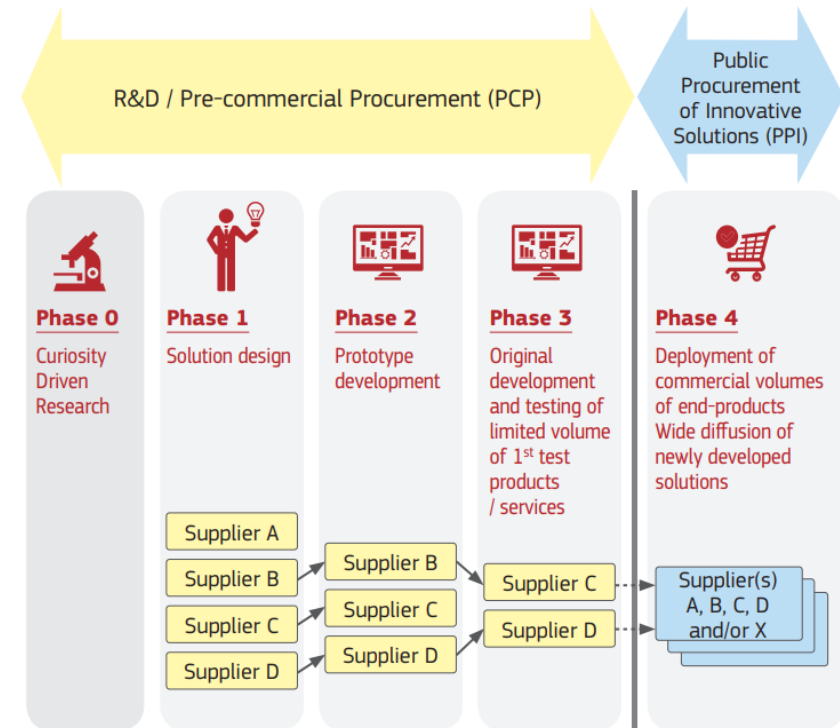 R&D / Pre-commercial Procurement (PCP)
Public
Procurement
of Innovative
Solutions (PPI)
Phase 0
Curiosity
Driven
Research
Phase 1
Solution design
Phase 2
Prototype
development
Phase 3
Original
development
and testing of
limited volume
of 1st test
products
/ services
Phase 4
Deployment of
commercial volumes
of end-products
Wide diffusion of
newly developed
solutions
Supplier A
Supplier B
Supplier C
Supplier D
Supplier B
Supplier C
Supplier D
Supplier C
Supplier D
Supplier(s)
A, B, C, D
and/or X